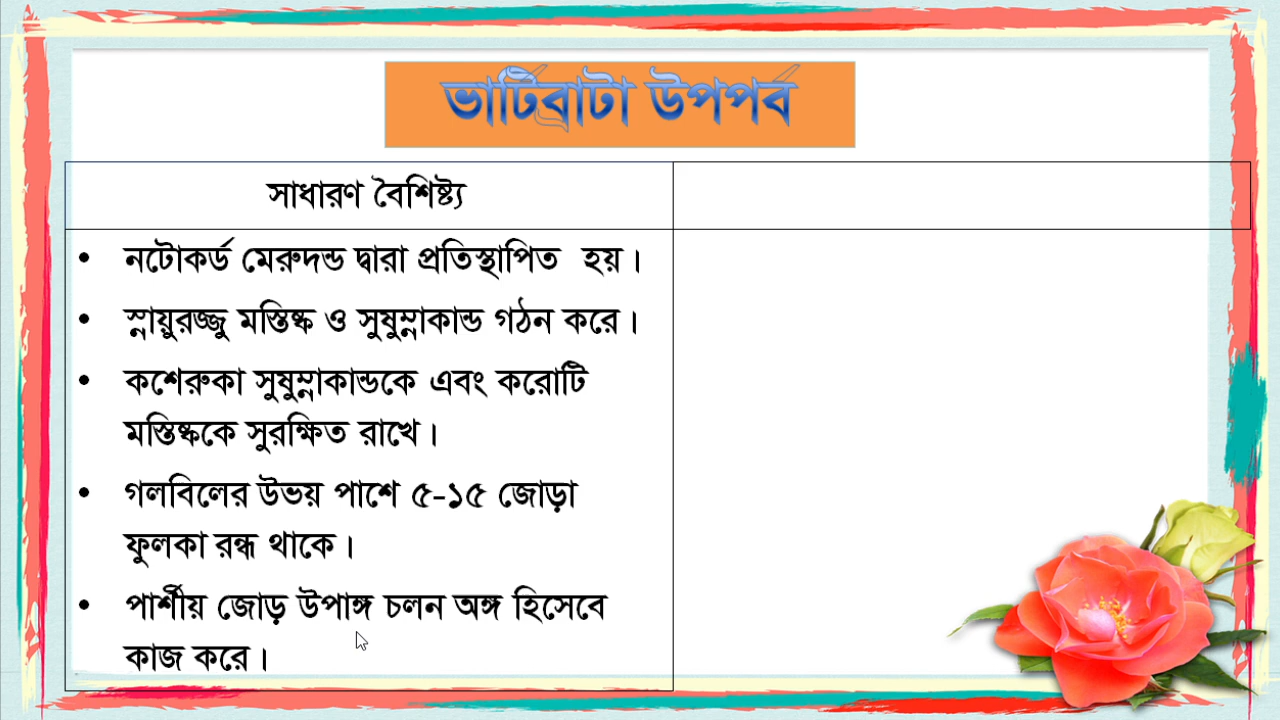 ভার্টিব্রাটা উপপর্ব
সাধারণ বৈশিষ্ট্য
• নটোকর্ড মেরুদন্ড দ্বারা প্রতিস্থাপিত হয়।
• স্নায়ুরজ্জু মস্তিষ্ক ও সুষুম্নাকান্ড গঠন করে।
• কশেরুকা সুষুম্নাকান্ডকে এবং করোটি
মস্তিষ্ককে সুরক্ষিত রাখে।
• গলবিলের উভয় পাশে ৫-১৫ জোড়া
ফুলকা রন্ধ থাকে।
• পার্শীয় জোড় উপাঙ্গ চলন অঙ্গ হিসেবে
কাজ করে।